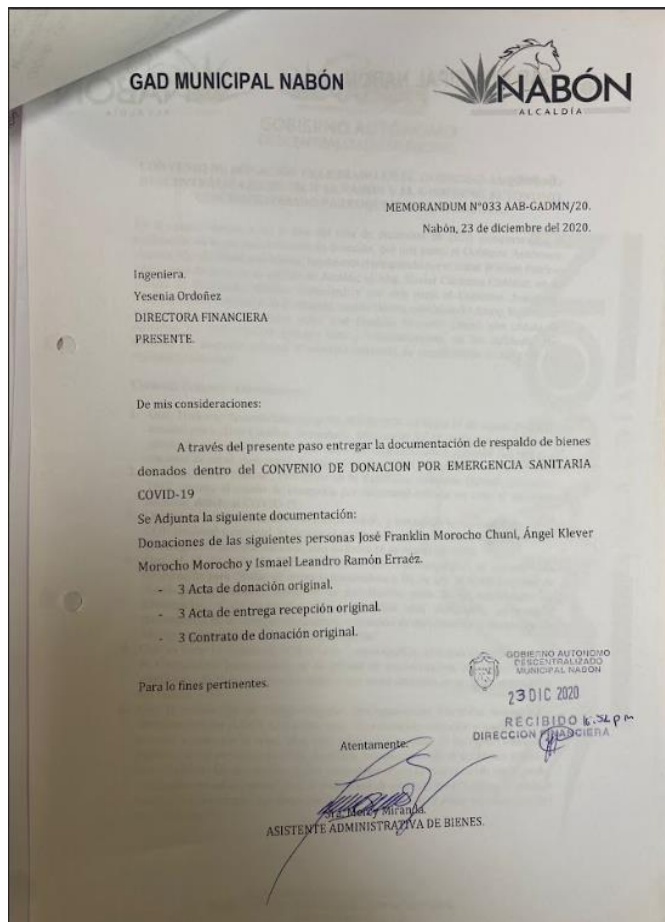 GAD MUNICIPAL NABÓN
NABÓN
ALCALDÍA
MEMORANDUM N°033 AAB-GADMN/20.
Nabón, 23 de diciembre del 2020.
Ingeniera.
Yesenia Ordoñez
DIRECTORA FINANCIERA
PRESENTE.
De mis consideraciones:
A través del presente paso entregar la documentación de respaldo de bienes
donados dentro del CONVENIO DE DONACION POR EMERGENCIA SANITARIA
COVID-19
Se Adjunta la siguiente documentación:
Donaciones de las siguientes personas José Franklin Morocho Chuni, Ángel Klever
Morocho Morocho y Ismael Leandro Ramón Erraéz.
- 3 Acta de donación original.
- 3 Acta de entrega recepción original.
- 3 Contrato de donación original.
GOBIERNO AUTONOMO
DESCENTRALIZADO
MUNICIPAL NABÓN
Para lo fines pertinentes.
23 DIC 2020
RECIBIDO
DIRECCION FINANCIERA
Atentamente.
Sra. Mercy Miranda.
ASISTENTE ADMINISTRATIVA DE BIENES.